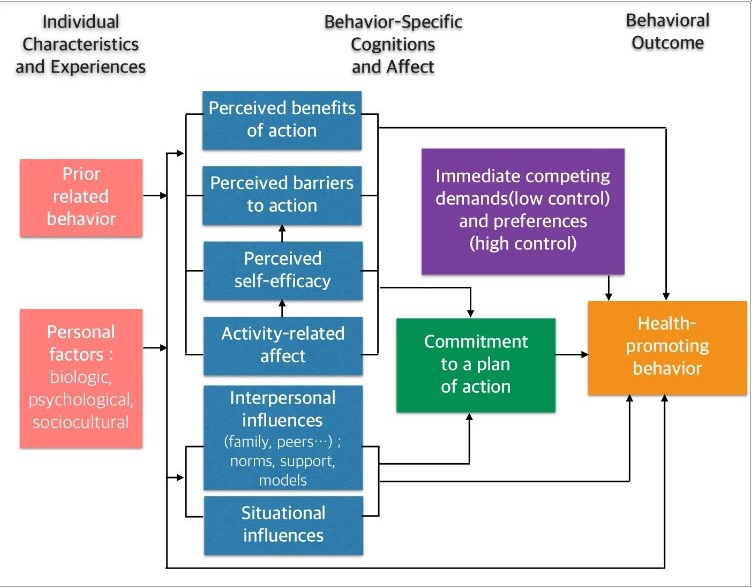 Individual
Characteristics
and Experiences
Behavior-Specific
Cognitions
and Affect
Behavioral
Outcome
Prior
related
behavior
Personal
factors :
biologic,
psychological,
sociocultural
Perceived benefits
of action
Perceived barriers
to action
Perceived
self-efficacy
Activity-related
affect
Interpersonal
influences
(family, peers⋯) ;
norms, support,
models
Situational
influences
Immediate competing
demands(low control)
and preferences
(high control)
Commitment
to a plan
of action
Health-
promoting
behavior